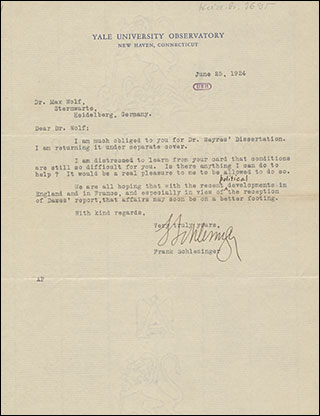 YALE UNIVERSITY OBSERVATORY
NEW HAVEN, CONNECTICUT
June 25, 1924
Dr. Max Wolf,
Sternwarte,
Heidelberg, Germany.
Dear Dr. Wolf:
I am much obliged to you for Dr. Dissertation.
I am returning it under separate cover.
I am distressed to learn from your card that conditions
are still so difficult for you. Is there anything I can do to
help ? It would be a real pleasure to me to be allowed to do so.
political
We are all hoping that with the recent developments in
England and in France, and especially in view of the reception
of Dawes' report, that affairs may soon be on a better footing.
With kind regards,
Very truly yours,
F Schlesinger
Frank Schlesinger